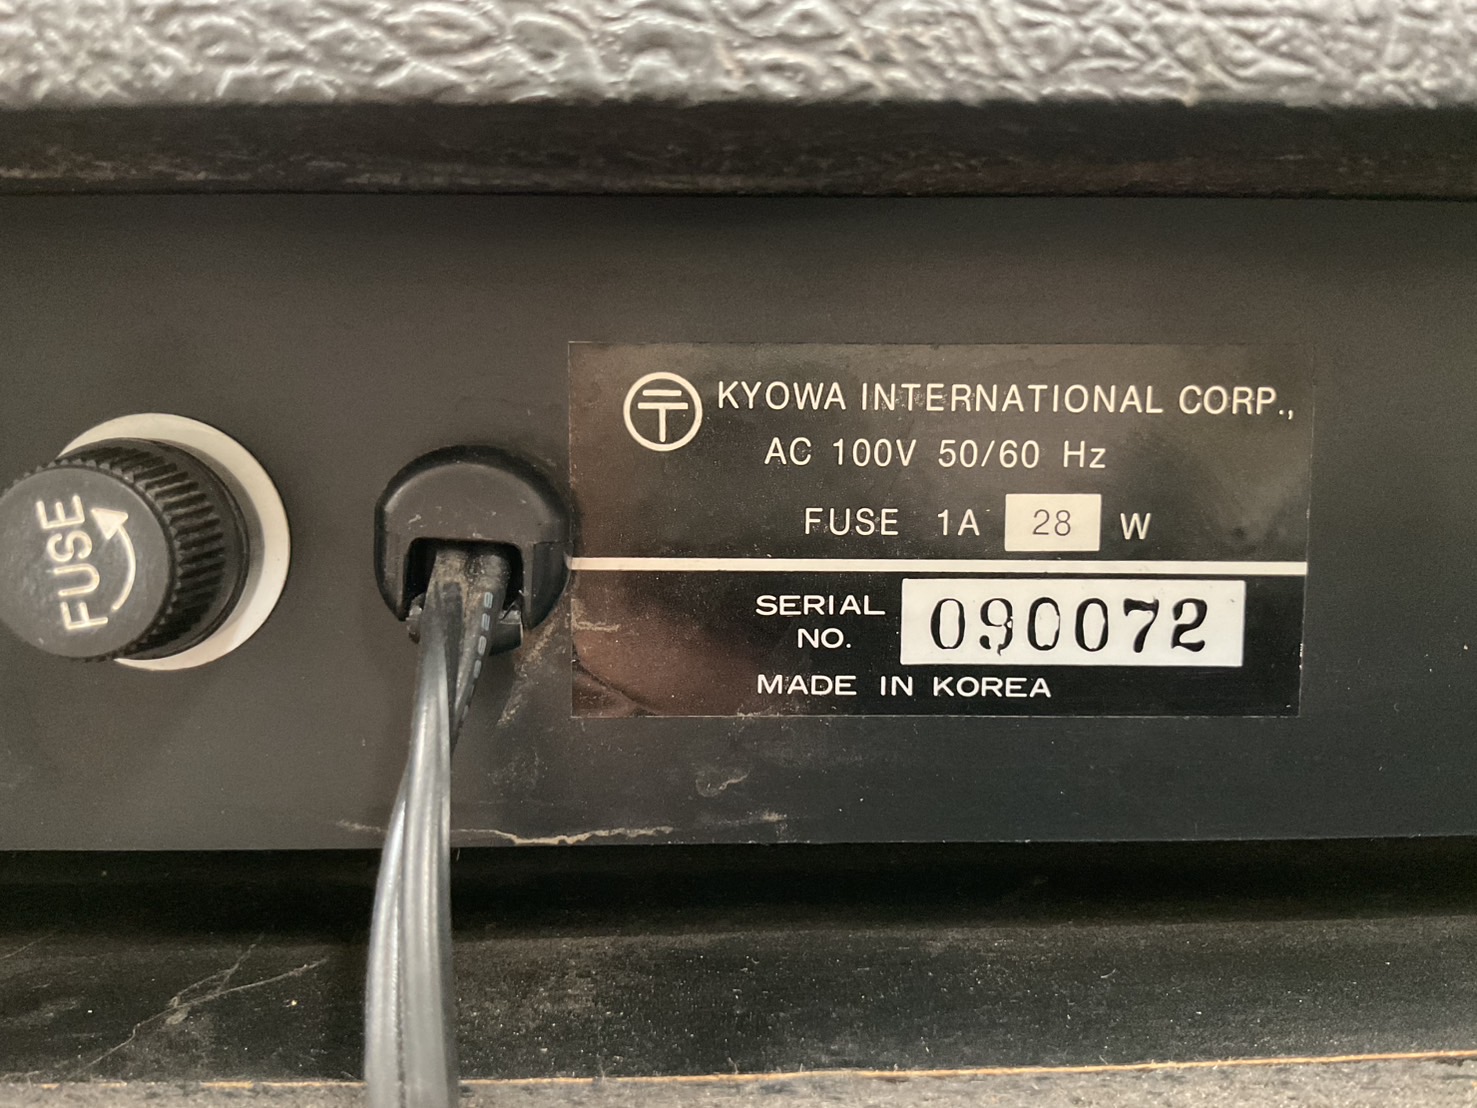 FUSE
KYOWA INTERNATIONAL CORP.,
AC 100V 50/60 Hz
FUSE 1A 28 W
SERIAL NO. 090072
MADE IN KOREA